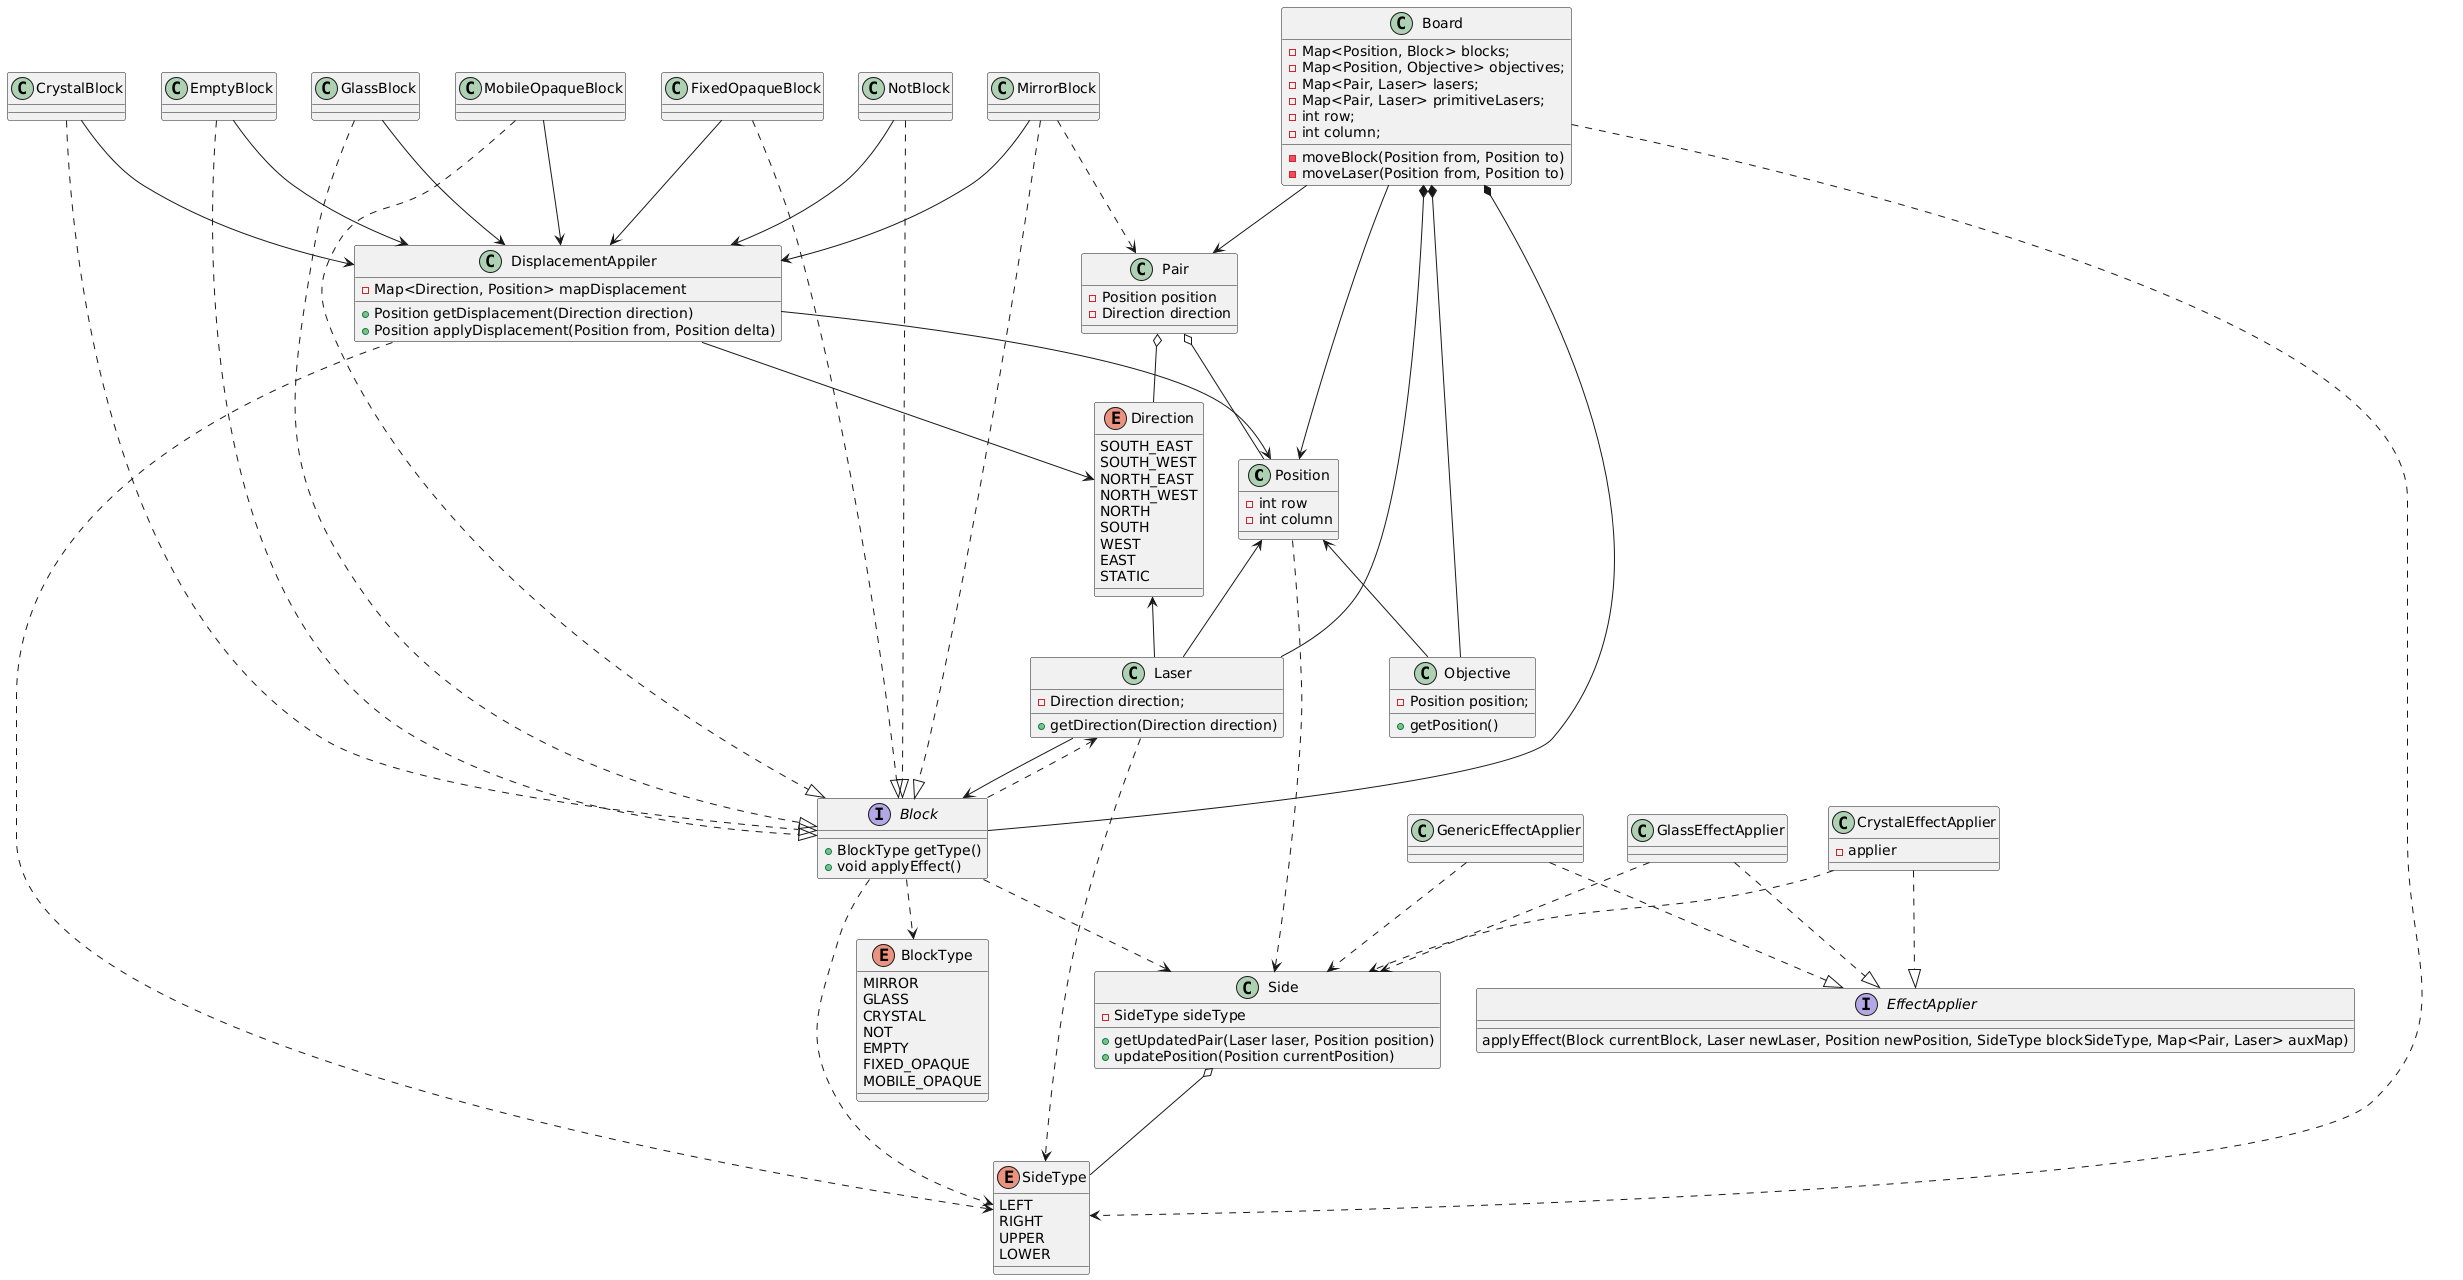 C Board
Map<Position, Block> blocks;
Map<Position, Objective> objectives;
Map<Pair, Laser> lasers;
Map<Pair, Laser> primitiveLasers;
int row;
int column;
moveBlock(Position from, Position to)
moveLaser(Position from, Position to)
C CrystalBlock
C EmptyBlock
C GlassBlock
C MobileOpaqueBlock
C FixedOpaqueBlock
C NotBlock
C MirrorBlock
C DisplacementAppiler
Map<Direction, Position> mapDisplacement
Position getDisplacement(Direction direction)
Position applyDisplacement(Position from, Position delta)
C Pair
Position position
Direction direction
E Direction
SOUTH_EAST
SOUTH_WEST
NORTH_EAST
NORTH_WEST
NORTH
SOUTH
WEST
EAST
STATIC
C Position
int row
int column
C Laser
Direction direction;
getDirection(Direction direction)
C Objective
Position position;
getPosition()
I Block
BlockType getType()
void applyEffect()
C GenericEffectApplier
C GlassEffectApplier
C CrystalEffectApplier
applier
E BlockType
MIRROR
GLASS
CRYSTAL
NOT
EMPTY
FIXED_OPAQUE
MOBILE_OPAQUE
C Side
SideType sideType
getUpdatedPair(Laser laser, Position position)
updatePosition(Position currentPosition)
I EffectApplier
applyEffect(Block currentBlock, Laser newLaser, Position newPosition, SideType blockSideType, Map<Pair, Laser> auxMap)
E SideType
LEFT
RIGHT
UPPER
LOWER